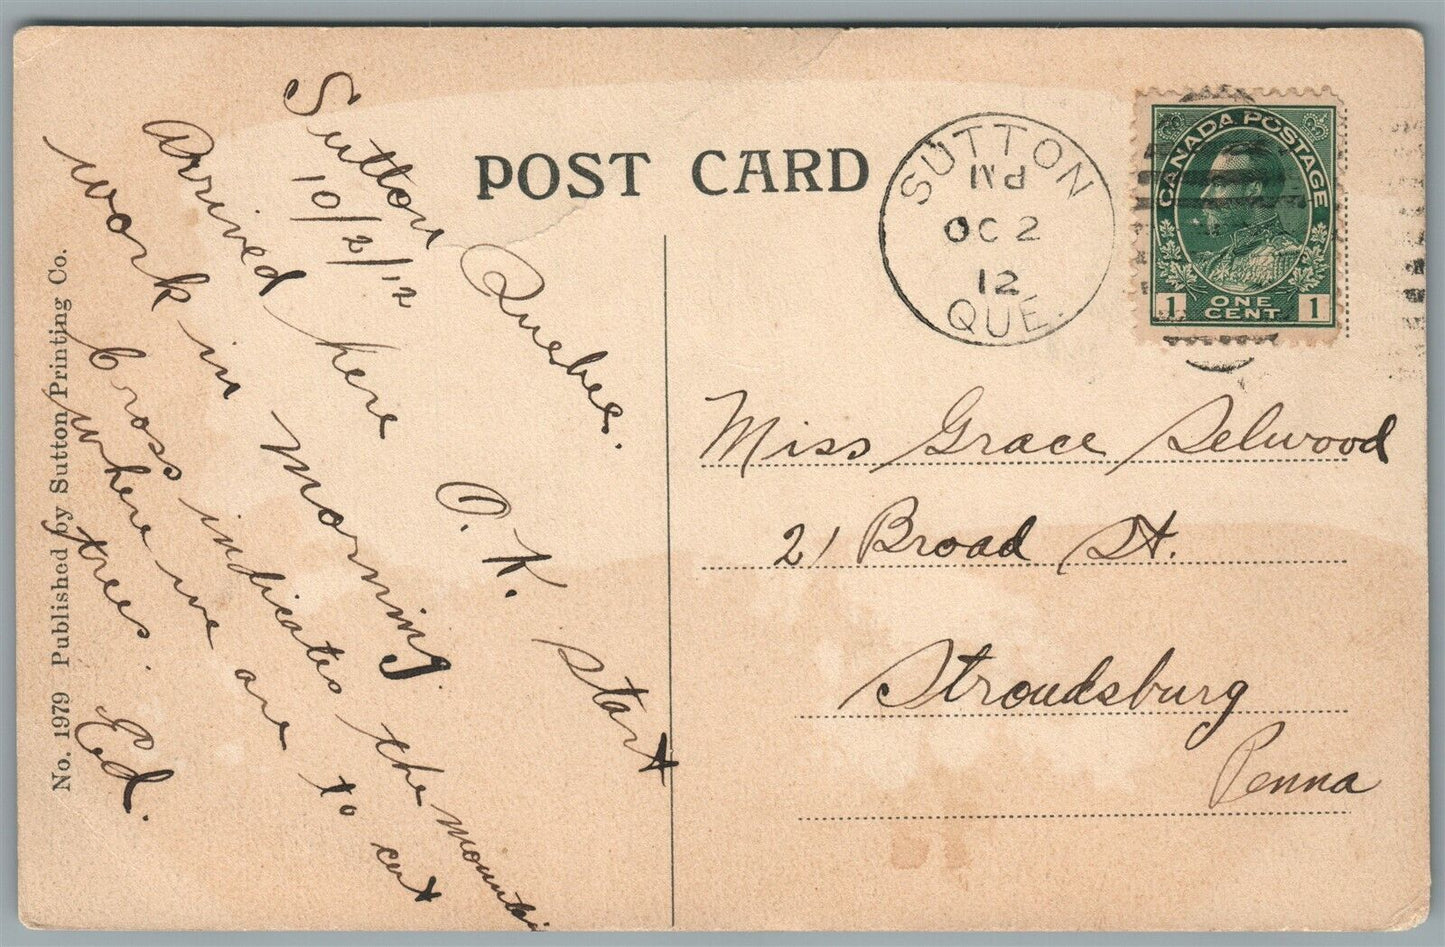 POST CARD
SUTTON
PM
OC 2
12
QUE.
CANADA POSTAGE
1 ONE CENT 1
Sutton Quebec.
10/2/12
Arrived here O.K. start
work in morning.
Cross indicates the mountain
where we are to cut
trees.
Ed.
Miss Grace Selwood
21 Broad St.
Stroudsburg
Penna
No. 1979 Published by Sutton Printing Co.